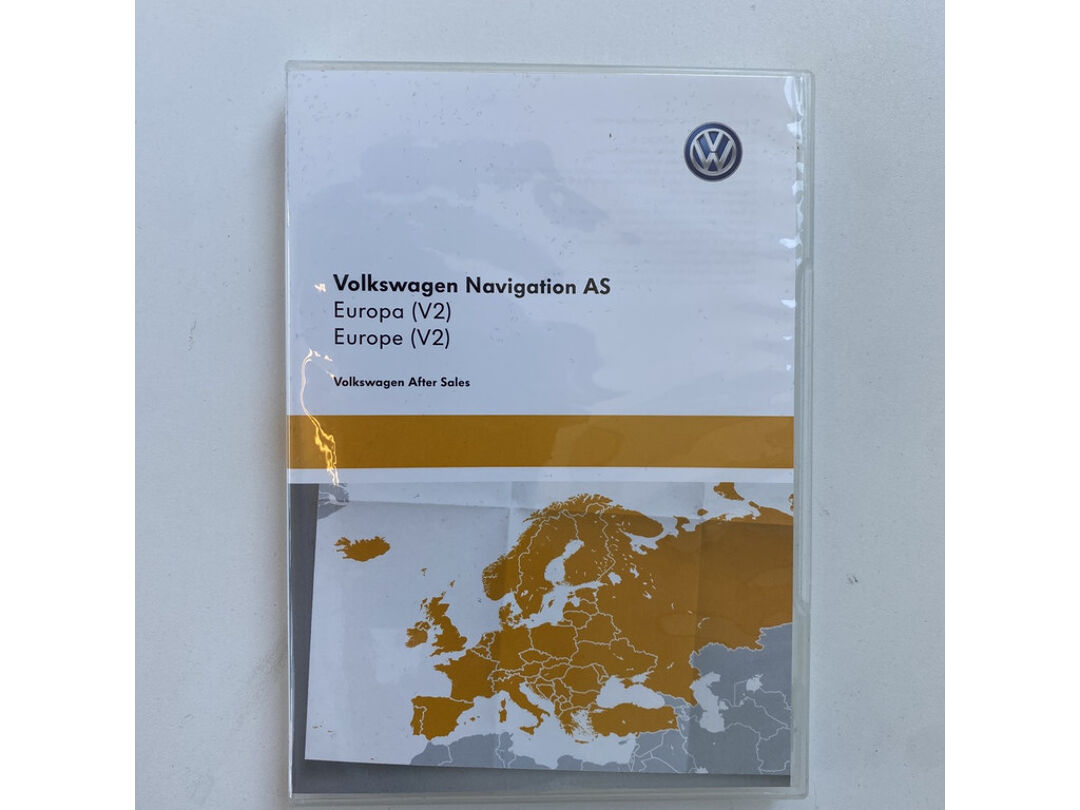 Volkswagen Navigation AS
Europa (V2)
Europe (V2)
Volkswagen After Sales